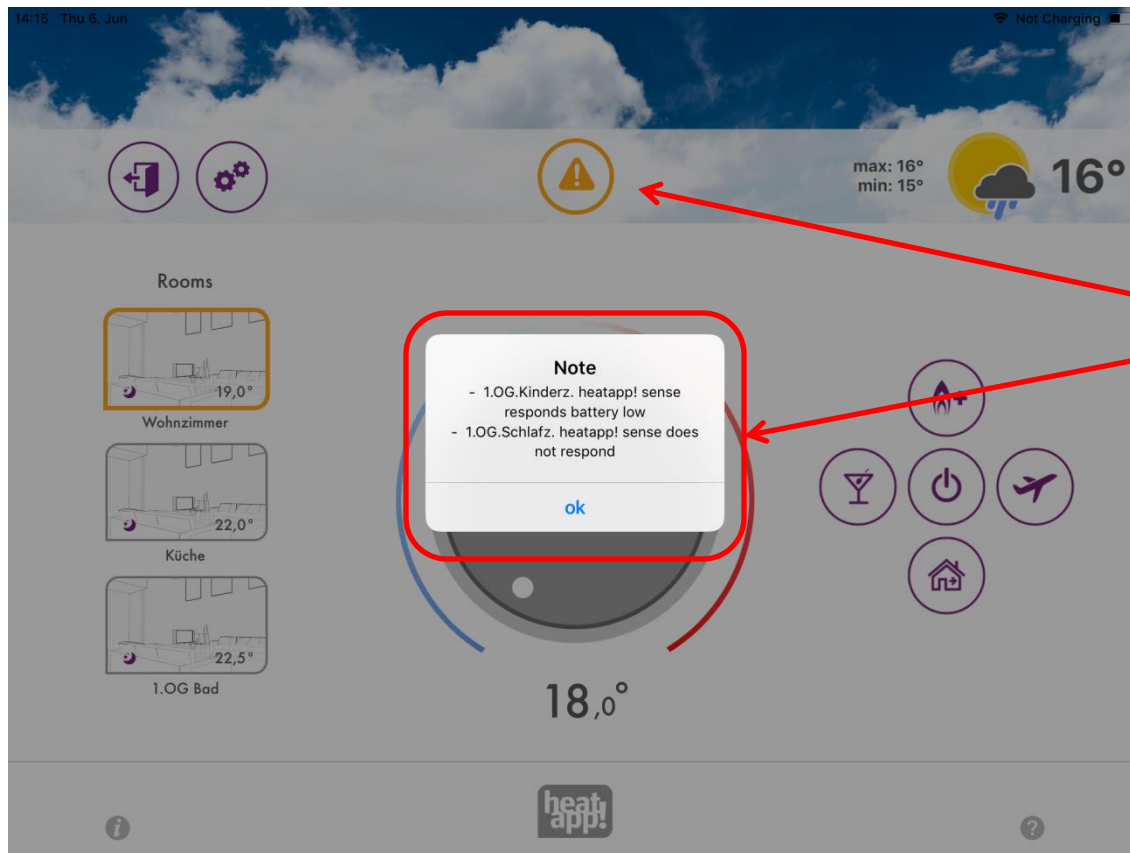 14:15 Thu 6. Jun
Not Charging
max: 16°
min: 15°
16°
Rooms
19,0°
Wohnzimmer
22,0°
Küche
22,5°
1.OG Bad
Note
- 1.OG.Kinderz. heatapp! sense
responds battery low
- 1.OG.Schlafz. heatapp! sense does
not respond
ok
18,0°
heat
app!
i
?